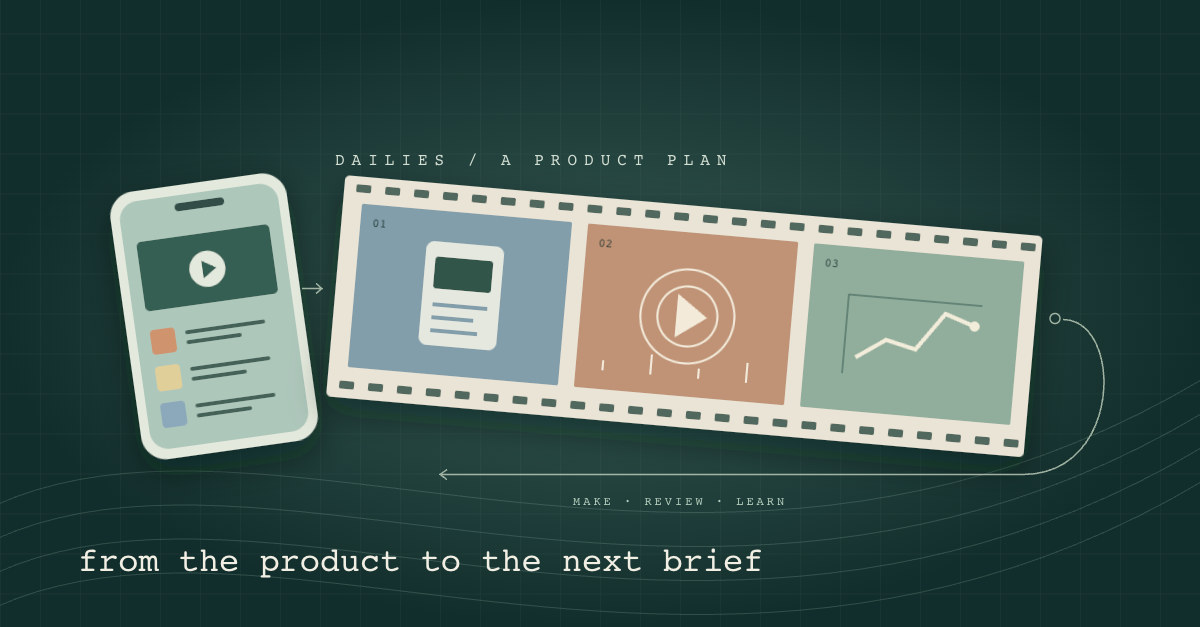 DAILIES / A PRODUCT PLAN
01
02
03
MAKE · REVIEW · LEARN
from the product to the next brief